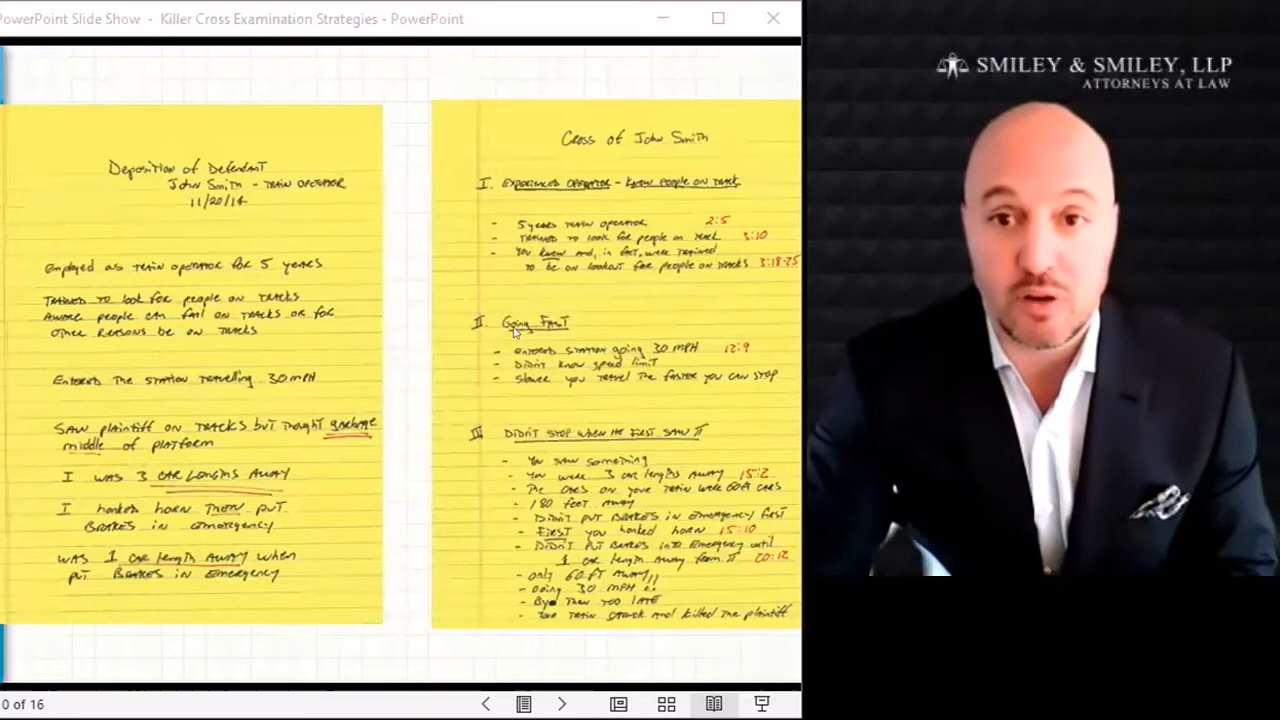 PowerPoint Slide Show - Killer Cross Examination Strategies - PowerPoint
SMILEY & SMILEY, LLP
ATTORNEYS AT LAW
Deposition of Defendant
John Smith - TRAIN OPERATOR
11/20/14
Employed as TRAIN OPERATOR for 5 years
TRAINED TO look for people on TRACKS
AWARE people can fall on TRACKS or for
other REASONS be on TRACKS
Entered the station travelling 30 MPH
SAW plaintiff on TRACKS but thought garbage
middle of platform
I was 3 CAR Lengths AWAY
I honked horn Then put
BRAKES in emergency
WAS 1 CAR length AWAY when
put BRAKES in Emergency
Cross of John Smith
I. EXPERIENCED OPERATOR - Knew People on TRACK
- 5 years TRAIN OPERATOR 2:5
- TRAINED TO look for people on track 3:10
- You knew and, in fact, were trained
to be on lookout for people on TRACKS 3:18-25
II Going FAST
- entered station going 30 MPH 12:9
- Didn't know speed limit
- Slower you TRAVEL The faster you can stop
III DIDN'T STOP WHEN HE FIRST SAW π
- You SAW something
- You were 3 car lengths AWAY 15:2
- The CARS on your TRAIN WERE 60 ft CARS
- 180 feet AWAY
- Didn't put BRAKES in Emergency first
- FIRST you honked horn 15:10
- Didn't put BRAKES into Emergency until
1 car length AWAY from π 20:12
- only 60 ft AWAY!!
- Going 30 MPH !!
- By Then TOO LATE
- Your TRAIN struck And killed The plaintiff
0 of 16